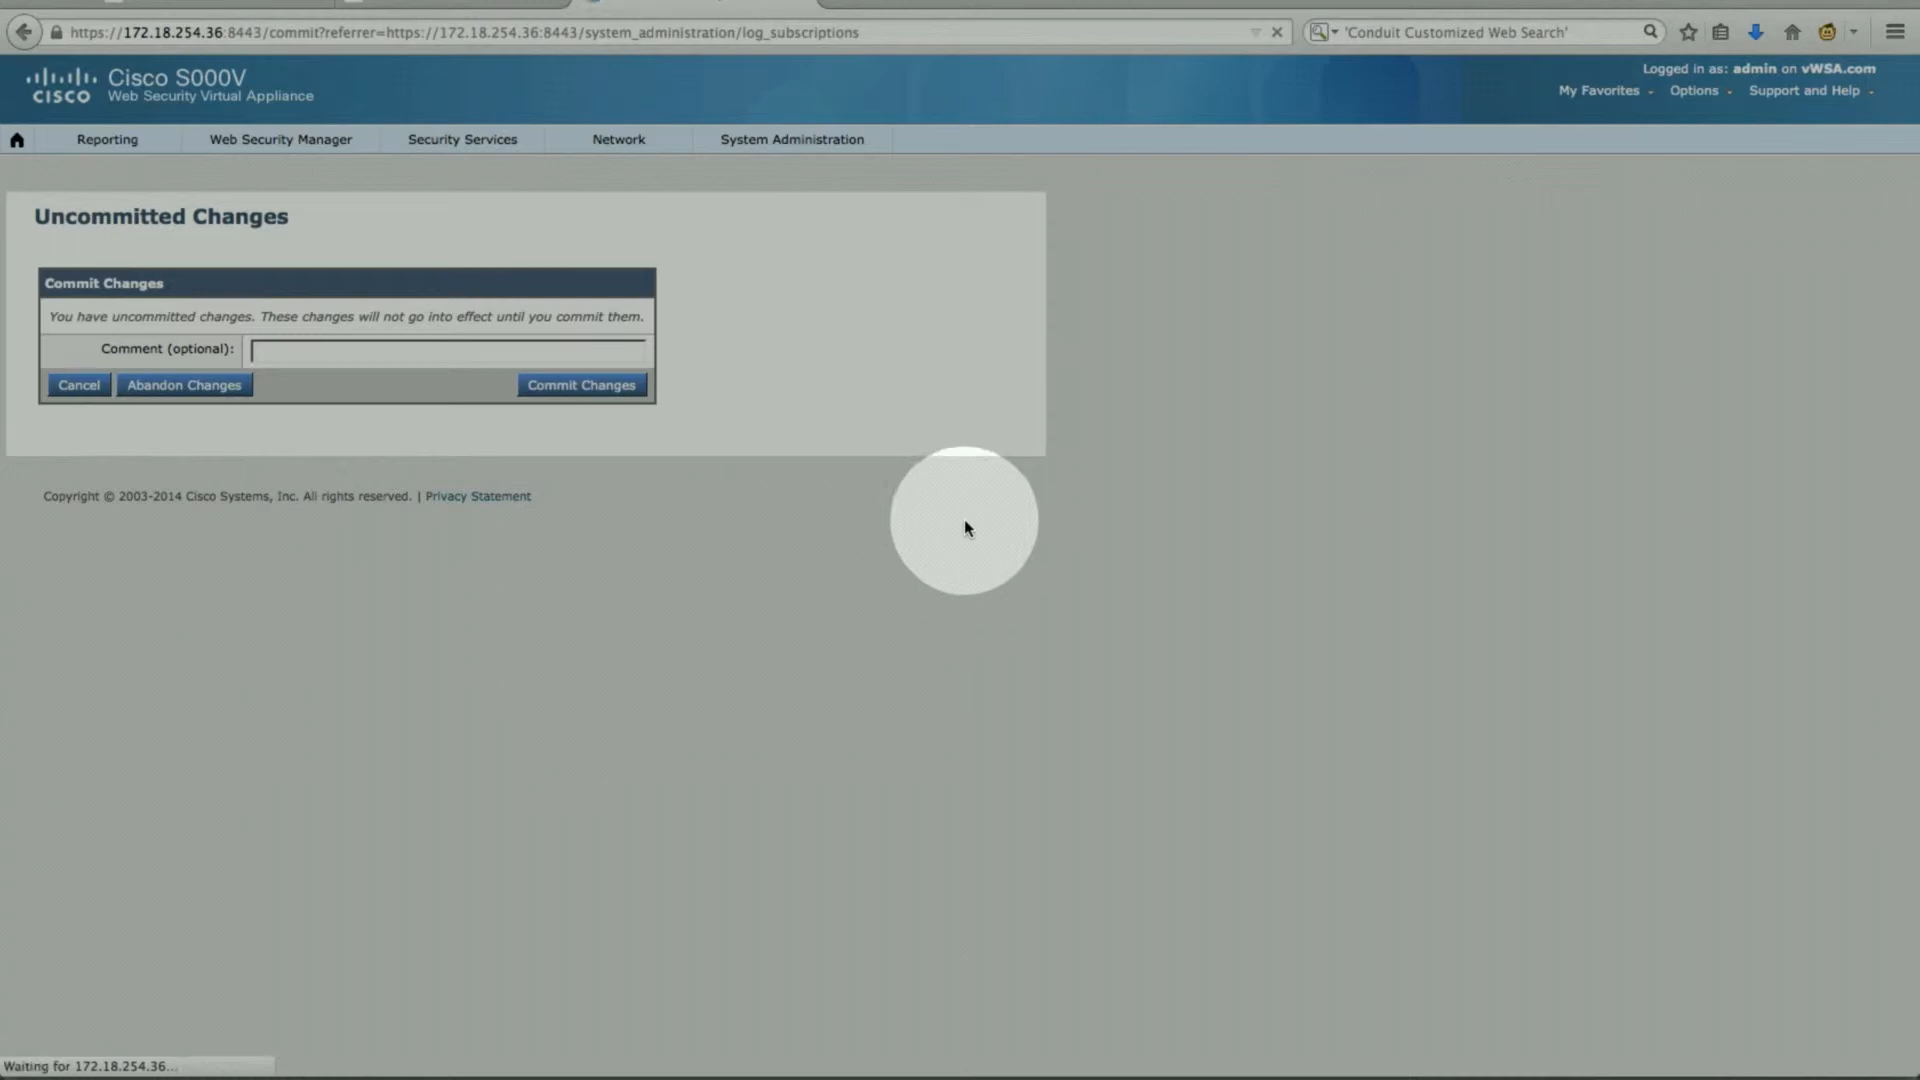 https://172.18.254.36:8443/commit?referrer=https://172.18.254.36:8443/system_administration/log_subscriptions
'Conduit Customized Web Search'
CISCO
Cisco S000V
Web Security Virtual Appliance
Logged in as: admin on vWSA.com
My Favorites Options Support and Help
Reporting Web Security Manager Security Services Network System Administration
Uncommitted Changes
Commit Changes
You have uncommitted changes. These changes will not go into effect until you commit them.
Comment (optional):
Cancel Abandon Changes Commit Changes
Copyright © 2003-2014 Cisco Systems, Inc. All rights reserved. | Privacy Statement
Waiting for 172.18.254.36...